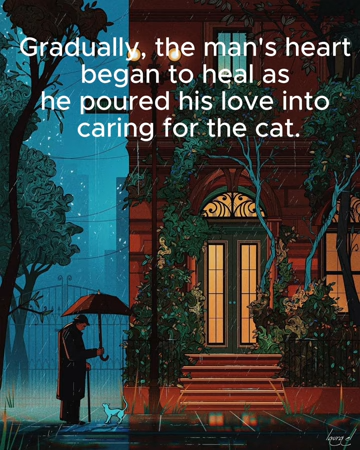 Gradually, the man's heart
began to heal as
he poured his love into
caring for the cat.